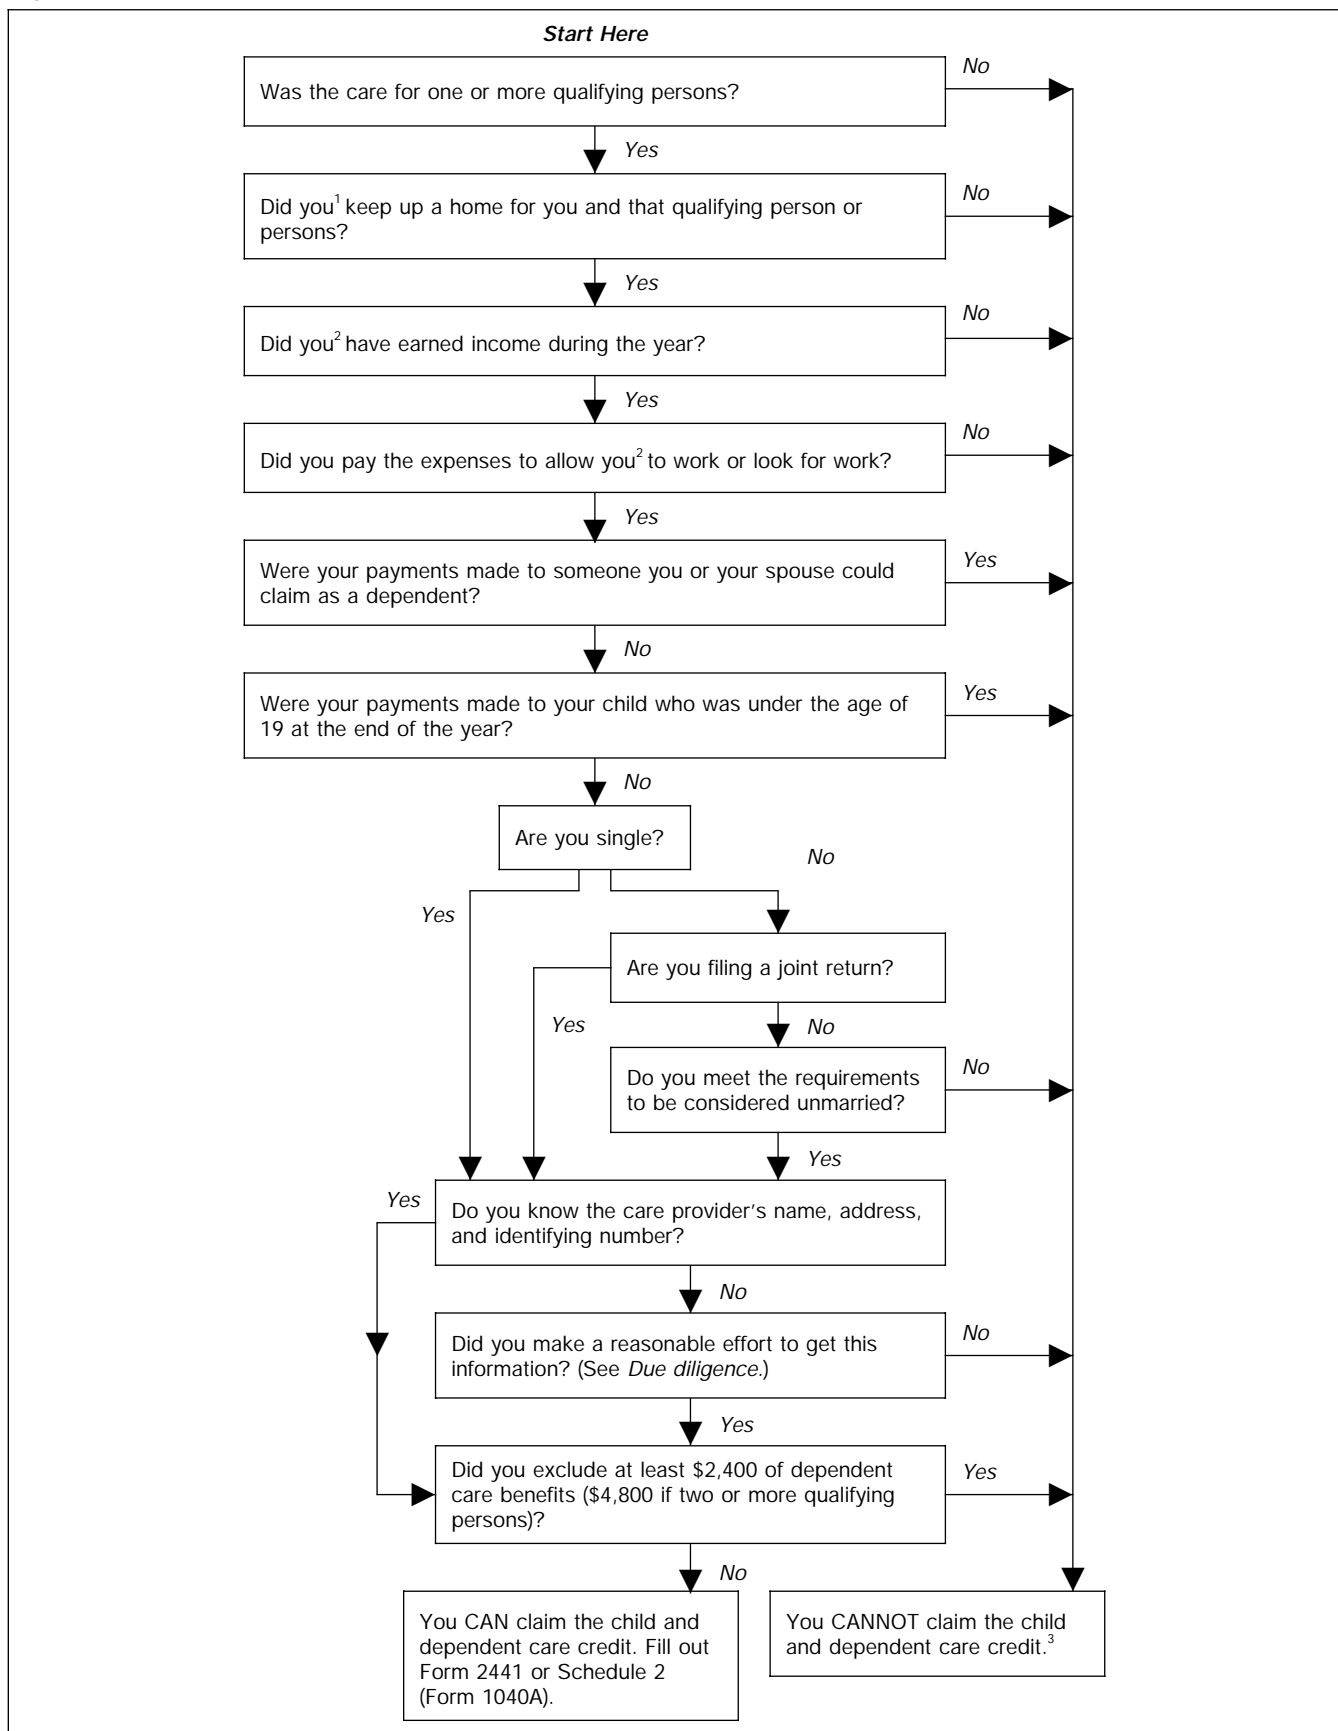 Start Here
Was the care for one or more qualifying persons?
No
Yes
Did you1 keep up a home for you and that qualifying person or
persons?
No
Yes
Did you2 have earned income during the year?
No
Yes
Did you pay the expenses to allow you2 to work or look for work?
No
Yes
Were your payments made to someone you or your spouse could
claim as a dependent?
Yes
No
Were your payments made to your child who was under the age of
19 at the end of the year?
Yes
No
Are you single?
No
Yes
Are you filing a joint return?
Yes
No
Do you meet the requirements
to be considered unmarried?
No
Yes
Yes
Do you know the care provider's name, address,
and identifying number?
No
Did you make a reasonable effort to get this
information? (See Due diligence.)
No
Yes
Did you exclude at least $2,400 of dependent
care benefits ($4,800 if two or more qualifying
persons)?
Yes
No
You CAN claim the child and
dependent care credit. Fill out
Form 2441 or Schedule 2
(Form 1040A).
You CANNOT claim the child
and dependent care credit.3